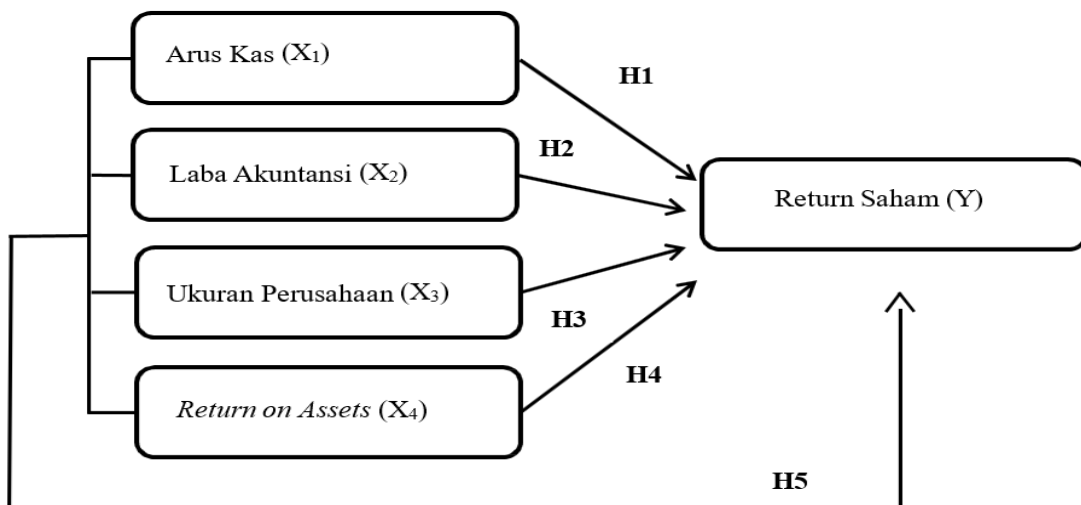 Arus Kas (X₁)
H1
Laba Akuntansi (X₂)
H2
Return Saham (Y)
Ukuran Perusahaan (X₃)
H3
Return on Assets (X₄)
H4
H5